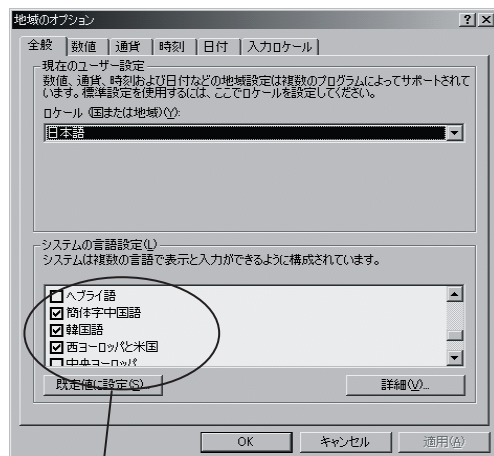 地域のオプション
全般 数値 通貨 時刻 日付 入力ロケール
現在のユーザー設定
数値、通貨、時刻および日付などの地域設定は複数のプログラムによってサポートされて
います。標準設定を使用するには、ここでロケールを設定してください。
ロケール (国または地域)(Y):
日本語
システムの言語設定(L)
システムは複数の言語で表示と入力ができるように構成されています。
ヘブライ語
簡体字中国語
韓国語
西ヨーロッパと米国
中央ヨーロッパ
既定値に設定(S)... 詳細(V)...
OK キャンセル 適用(A)